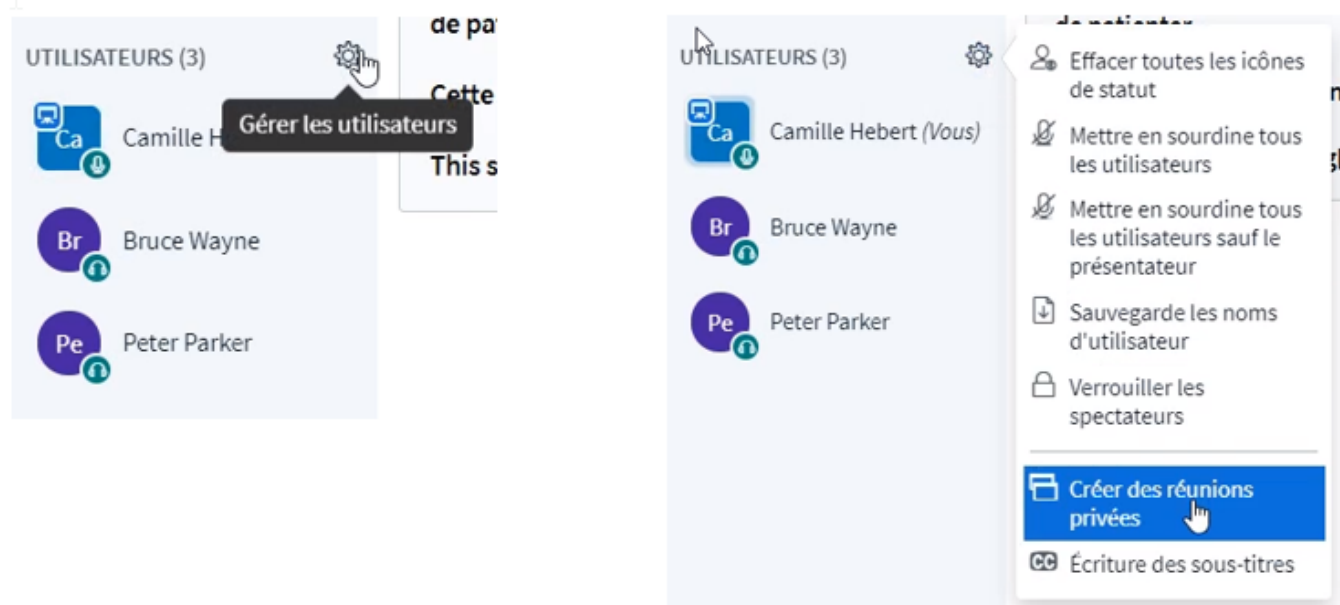 UTILISATEURS (3)
de pa
Cette
Gérer les utilisateurs
Ca
Camille H
This s
Br
Bruce Wayne
Pe
Peter Parker
UTILISATEURS (3)
Ca
Camille Hebert (Vous)
Br
Bruce Wayne
Pe
Peter Parker
de patienter
Effacer toutes les icônes
de statut
Mettre en sourdine tous
les utilisateurs
Mettre en sourdine tous
les utilisateurs sauf le
présentateur
Sauvegarde les noms
d'utilisateur
Verrouiller les
spectateurs
Créer des réunions
privées
CC
Écriture des sous-titres